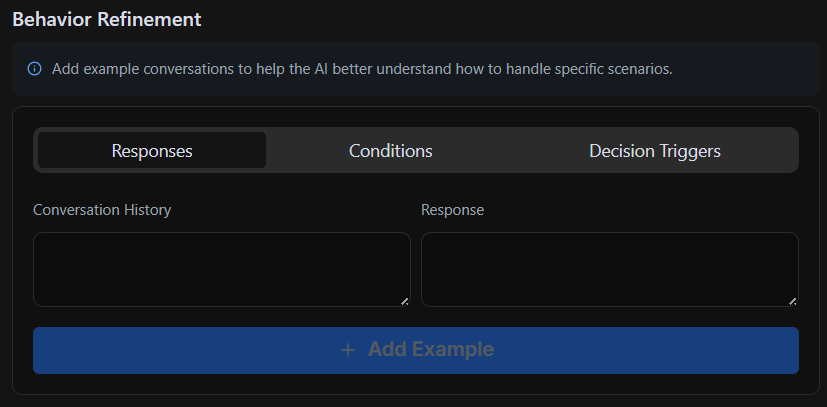 Behavior Refinement
Add example conversations to help the AI better understand how to handle specific scenarios.
Responses Conditions Decision Triggers
Conversation History Response
+ Add Example